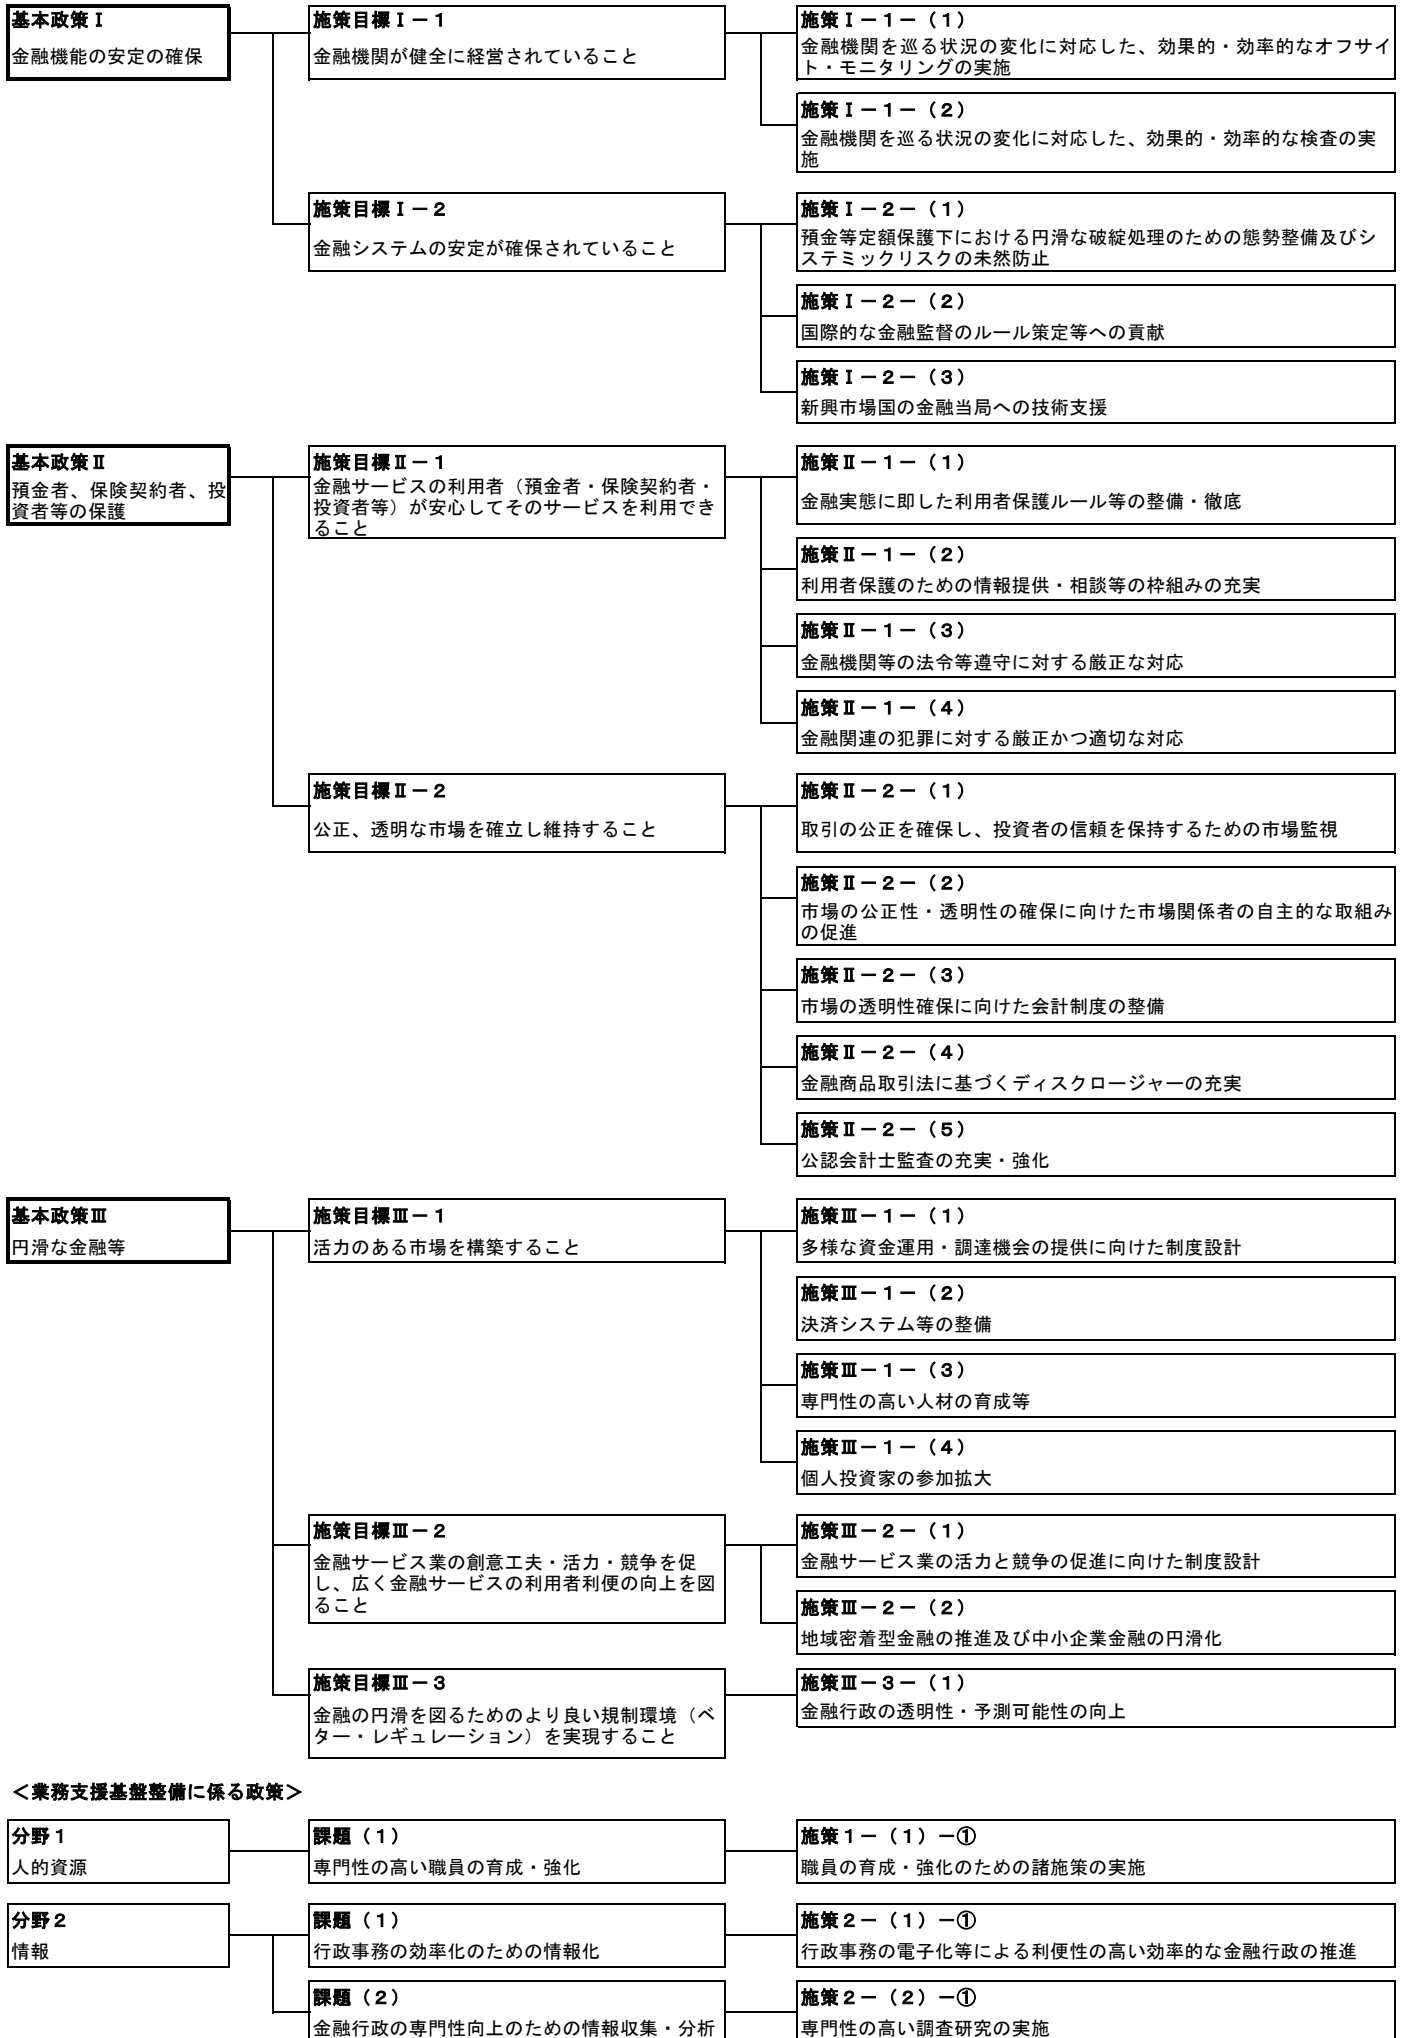 基本政策Ⅰ
金融機能の安定の確保
施策目標Ⅰ－１
金融機関が健全に経営されていること
施策Ⅰ－１－（１）
金融機関を巡る状況の変化に対応した、効果的・効率的なオフサイ
ト・モニタリングの実施
施策Ⅰ－１－（２）
金融機関を巡る状況の変化に対応した、効果的・効率的な検査の実
施
施策目標Ⅰ－２
金融システムの安定が確保されていること
施策Ⅰ－２－（１）
預金等定額保護下における円滑な破綻処理のための態勢整備及びシ
ステミックリスクの未然防止
施策Ⅰ－２－（２）
国際的な金融監督のルール策定等への貢献
施策Ⅰ－２－（３）
新興市場国の金融当局への技術支援
基本政策Ⅱ
預金者、保険契約者、投
資者等の保護
施策目標Ⅱ－１
金融サービスの利用者（預金者・保険契約者・
投資者等）が安心してそのサービスを利用でき
ること
施策Ⅱ－１－（１）
金融実態に即した利用者保護ルール等の整備・徹底
施策Ⅱ－１－（２）
利用者保護のための情報提供・相談等の枠組みの充実
施策Ⅱ－１－（３）
金融機関等の法令等遵守に対する厳正な対応
施策Ⅱ－１－（４）
金融関連の犯罪に対する厳正かつ適切な対応
施策目標Ⅱ－２
公正、透明な市場を確立し維持すること
施策Ⅱ－２－（１）
取引の公正を確保し、投資者の信頼を保持するための市場監視
施策Ⅱ－２－（２）
市場の公正性・透明性の確保に向けた市場関係者の自主的な取組み
の促進
施策Ⅱ－２－（３）
市場の透明性確保に向けた会計制度の整備
施策Ⅱ－２－（４）
金融商品取引法に基づくディスクロージャーの充実
施策Ⅱ－２－（５）
公認会計士監査の充実・強化
基本政策Ⅲ
円滑な金融等
施策目標Ⅲ－１
活力のある市場を構築すること
施策Ⅲ－１－（１）
多様な資金運用・調達機会の提供に向けた制度設計
施策Ⅲ－１－（２）
決済システム等の整備
施策Ⅲ－１－（３）
専門性の高い人材の育成等
施策Ⅲ－１－（４）
個人投資家の参加拡大
施策目標Ⅲ－２
金融サービス業の創意工夫・活力・競争を促
し、広く金融サービスの利用者利便の向上を図
ること
施策Ⅲ－２－（１）
金融サービス業の活力と競争の促進に向けた制度設計
施策Ⅲ－２－（２）
地域密着型金融の推進及び中小企業金融の円滑化
施策目標Ⅲ－３
金融の円滑を図るためのより良い規制環境（ベ
ター・レギュレーション）を実現すること
施策Ⅲ－３－（１）
金融行政の透明性・予測可能性の向上
＜業務支援基盤整備に係る政策＞
分野１
人的資源
課題（１）
専門性の高い職員の育成・強化
施策１－（１）－①
職員の育成・強化のための諸施策の実施
分野２
情報
課題（１）
行政事務の効率化のための情報化
施策２－（１）－①
行政事務の電子化等による利便性の高い効率的な金融行政の推進
課題（２）
金融行政の専門性向上のための情報収集・分析
施策２－（２）－①
専門性の高い調査研究の実施